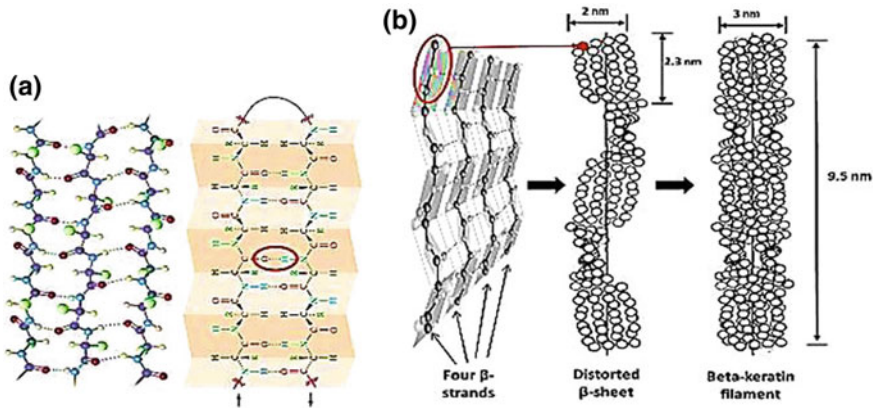 (a)
(b)
2 nm
3 nm
2.3 nm
9.5 nm
Four β-
strands
Distorted
β-sheet
Beta-keratin
filament